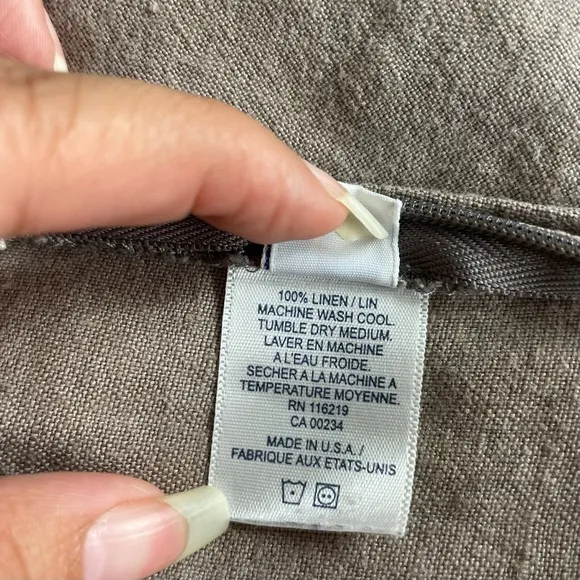 100% LINEN / LIN
MACHINE WASH COOL.
TUMBLE DRY MEDIUM.
LAVER EN MACHINE
A L'EAU FROIDE.
SECHER A LA MACHINE A
TEMPERATURE MOYENNE.
RN 116219
CA 00234
MADE IN U.S.A. /
FABRIQUE AUX ETATS-UNIS